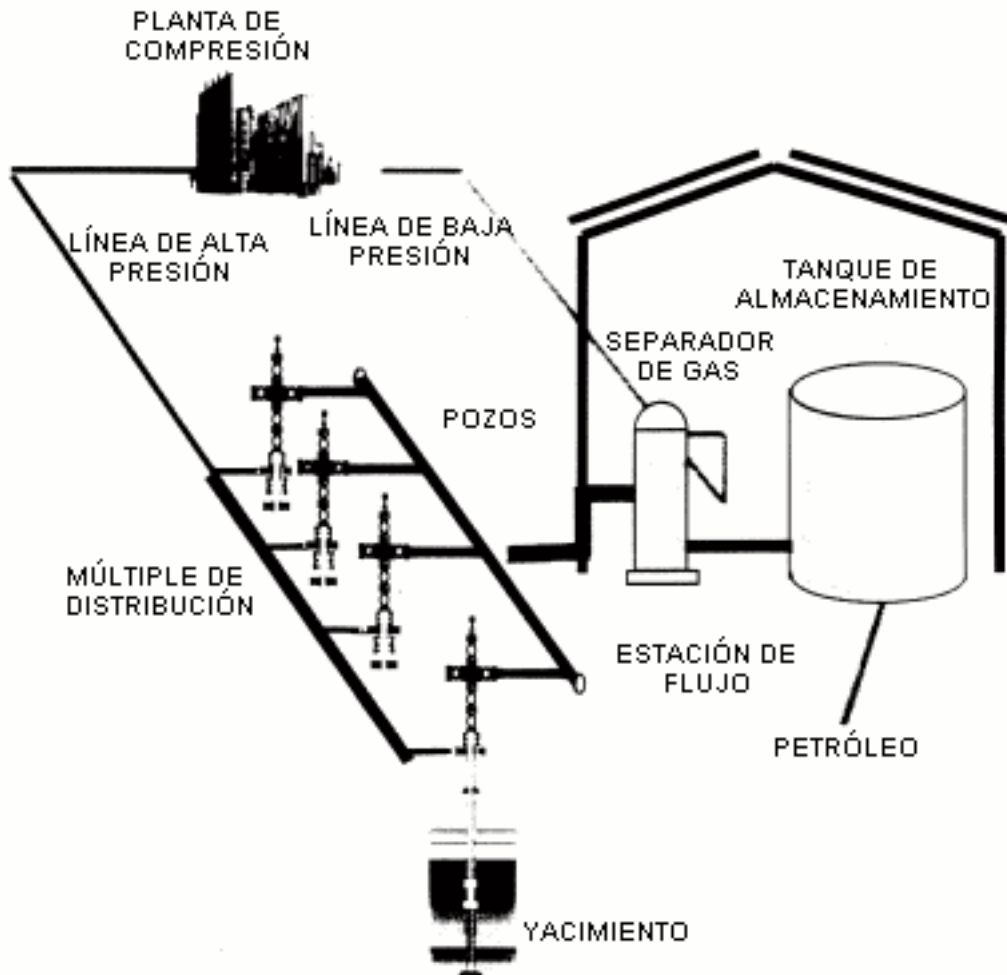 PLANTA DE
COMPRESIÓN
LÍNEA DE ALTA
PRESIÓN
LÍNEA DE BAJA
PRESIÓN
TANQUE DE
ALMACENAMIENTO
SEPARADOR
DE GAS
POZOS
MÚLTIPLE DE
DISTRIBUCIÓN
ESTACIÓN DE
FLUJO
PETRÓLEO
YACIMIENTO